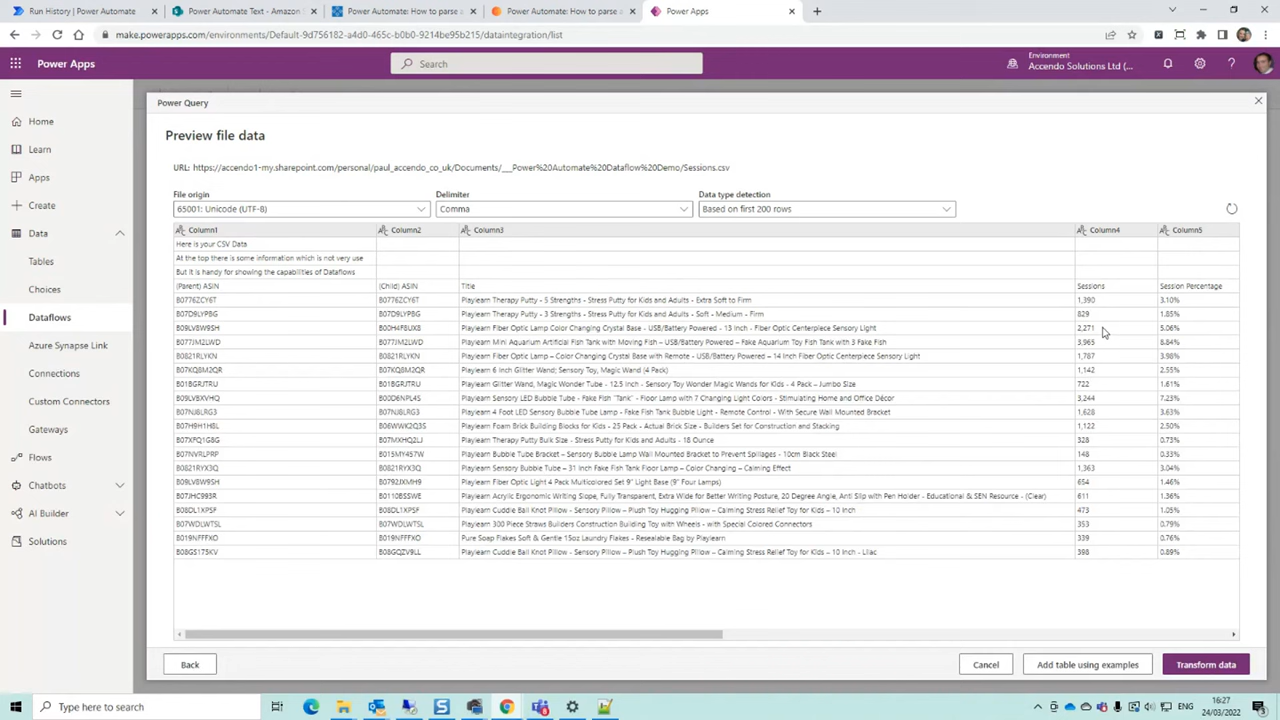 Run History | Power Automate
Power Automate Text - Amazon
Power Automate: How to parse a
Power Automate: How to parse a
Power Apps
make.powerapps.com/environments/Default-9d756182-a4d0-465c-b0b0-9214be95b215/dataintegration/list
Power Apps
Search
Environment
Accendo Solutions Ltd (...
Home
Learn
Apps
Create
Data
Tables
Choices
Dataflows
Azure Synapse Link
Connections
Custom Connectors
Gateways
Flows
Chatbots
AI Builder
Solutions
Power Query
Preview file data
URL: https://accendo1-my.sharepoint.com/personal/paul_accendo_co_uk/Documents/__Power%20Automate%20Dataflow%20Demo/Sessions.csv
File origin Delimiter Data type detection
65001: Unicode (UTF-8) Comma Based on first 200 rows
Column1 Column2 Column3 Column4 Column5
Here is your CSV Data
At the top there is some information which is not very use
But it is handy for showing the capabilities of Dataflows
(Parent) ASIN (Child) ASIN Title Sessions Session Percentage
B0776ZCY6T B0776ZCY6T Playlearn Therapy Putty - 5 Strengths - Stress Putty for Kids and Adults - Extra Soft to Firm 1,390 3.10%
B07D9LYPBG B07D9LYPBG Playlearn Therapy Putty - 3 Strengths - Stress Putty for Kids and Adults - Soft - Medium - Firm 829 1.85%
B09LV8W9SH B00H4F8UX8 Playlearn Fiber Optic Lamp Color Changing Crystal Base - USB/Battery Powered - 13 Inch - Fiber Optic Centerpiece Sensory Light 2,271 5.06%
B077JM2LWD B077JM2LWD Playlearn Mini Aquarium Artificial Fish Tank with Moving Fish – USB/Battery Powered – Fake Aquarium Toy Fish Tank with 3 Fake Fish 3,965 8.84%
B0821RLYKN B0821RLYKN Playlearn Fiber Optic Lamp – Color Changing Crystal Base with Remote - USB/Battery Powered – 14 Inch Fiber Optic Centerpiece Sensory Light 1,787 3.98%
B07KQ8M2QR B07KQ8M2QR Playlearn 6 Inch Glitter Wand; Sensory Toy, Magic Wand (4 Pack) 1,142 2.55%
B01BGRJTRU B01BGRJTRU Playlearn Glitter Wand, Magic Wonder Tube - 12.5 Inch - Sensory Toy Wonder Magic Wands for Kids - 4 Pack – Jumbo Size 722 1.61%
B09LVBXVHQ B00D6NPL4S Playlearn Sensory LED Bubble Tube - Fake Fish "Tank" - Floor Lamp with 7 Changing Light Colors - Stimulating Home and Office Décor 3,244 7.23%
B07NJ8LRG3 B07NJ8LRG3 Playlearn 4 Foot LED Sensory Bubble Tube Lamp - Fake Fish Tank Bubble Light - Remote Control - With Secure Wall Mounted Bracket 1,628 3.63%
B07H9H1H8L B06WWK2Q3S Playlearn Foam Brick Building Blocks for Kids - 25 Pack - Actual Brick Size - Builders Set for Construction and Stacking 1,122 2.50%
B07XFQ1G8G B07MXHQ2LJ Playlearn Therapy Putty Bulk Size - Stress Putty for Kids and Adults - 18 Ounce 328 0.73%
B07NVRLPRP B015MY457W Playlearn Bubble Tube Bracket – Sensory Bubble Lamp Wall Mounted Bracket to Prevent Spillages - 10cm Black Steel 148 0.33%
B0821RYX3Q B0821RYX3Q Playlearn Sensory Bubble Tube – 31 Inch Fake Fish Tank Floor Lamp – Color Changing – Calming Effect 1,363 3.04%
B09LV8W9SH B0792JXMH9 Playlearn Fiber Optic Light 4 Pack Multicolored Set 9" Light Base (9" Four Lamps) 654 1.46%
B07JHC993R B0110BSSWE Playlearn Acrylic Ergonomic Writing Slope, Fully Transparent, Extra Wide for Better Writing Posture, 20 Degree Angle, Anti Slip with Pen Holder - Educational & SEN Resource - (Clear) 611 1.36%
B08DL1XPSF B08DL1XPSF Playlearn Cuddle Ball Knot Pillow - Sensory Pillow – Plush Toy Hugging Pillow – Calming Stress Relief Toy for Kids – 10 Inch 473 1.05%
B07WDLWTSL B07WDLWTSL Playlearn 300 Piece Straws Builders Construction Building Toy with Wheels - with Special Colored Connectors 353 0.79%
B019NFFFXO B019NFFFXO Pure Soap Flakes Soft & Gentle 15oz Laundry Flakes - Resealable Bag by Playlearn 339 0.76%
B08GS175KV B08GQZV9LL Playlearn Cuddle Ball Knot Pillow - Sensory Pillow – Plush Toy Hugging Pillow – Calming Stress Relief Toy for Kids – 10 Inch - Lilac 398 0.89%
Back Cancel Add table using examples Transform data
Type here to search
ENG
16:27
24/03/2022